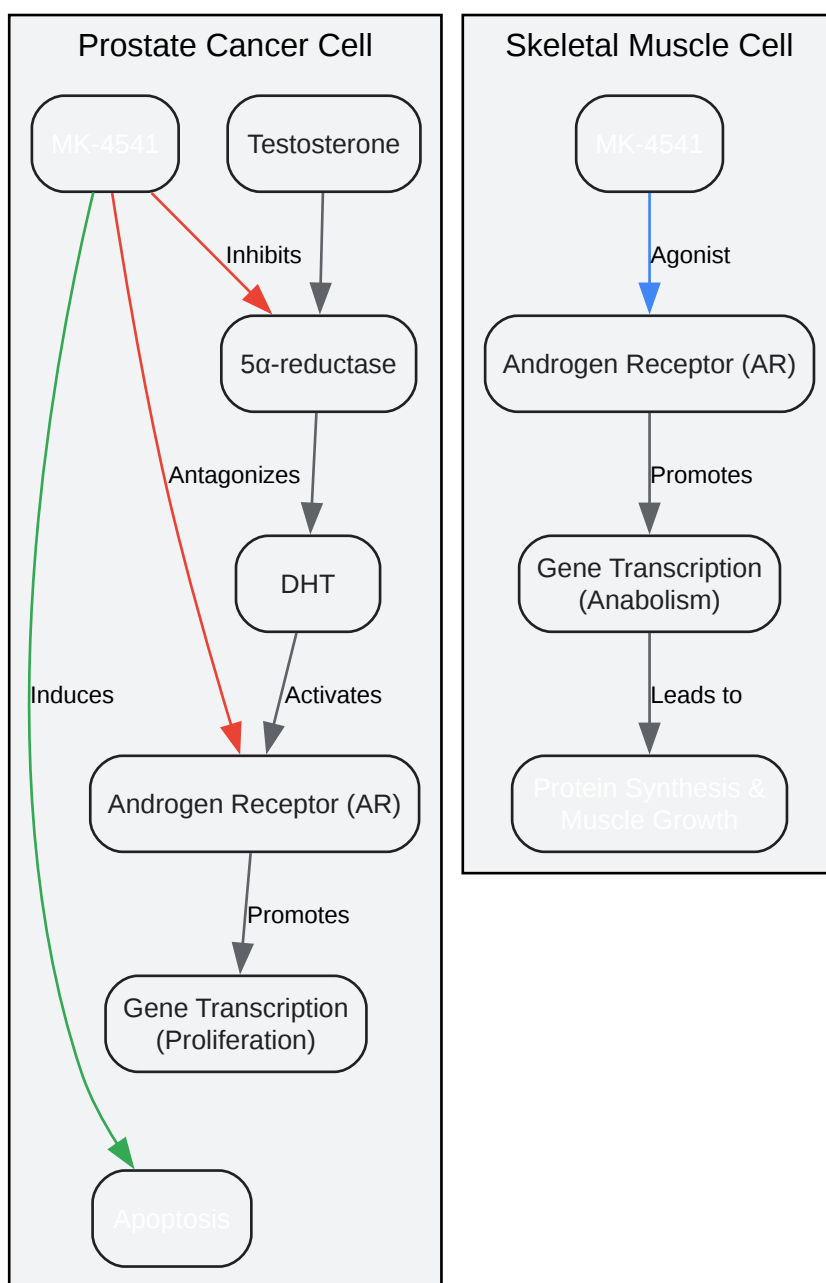 Prostate Cancer Cell
MK-4541
Testosterone
Inhibits
5α-reductase
Antagonizes
DHT
Induces
Activates
Androgen Receptor (AR)
Promotes
Gene Transcription
(Proliferation)
Apoptosis
Skeletal Muscle Cell
MK-4541
Agonist
Androgen Receptor (AR)
Promotes
Gene Transcription
(Anabolism)
Leads to
Protein Synthesis &
Muscle Growth